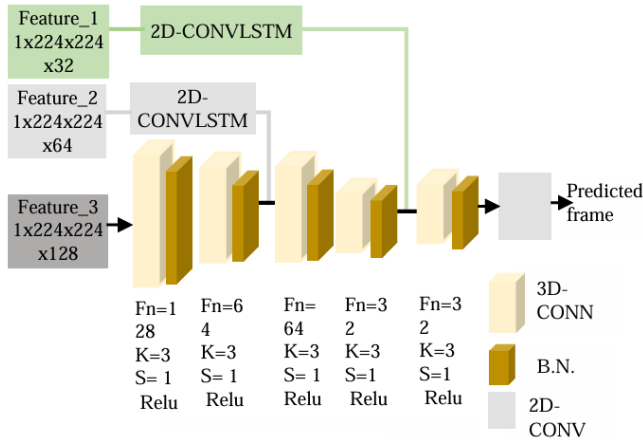 Feature_1
1x224x224
x32
2D-CONVLSTM
Feature_2
1x224x224
x64
2D-
CONVLSTM
Feature_3
1x224x224
x128
Predicted
frame
Fn=1
28
K=3
S= 1
Relu
Fn=6
4
K=3
S= 1
Relu
Fn=
64
K=3
S= 1
Relu
Fn=3
2
K=3
S= 1
Relu
Fn=3
2
K=3
S= 1
Relu
3D-
CONN
B.N.
2D-
CONV